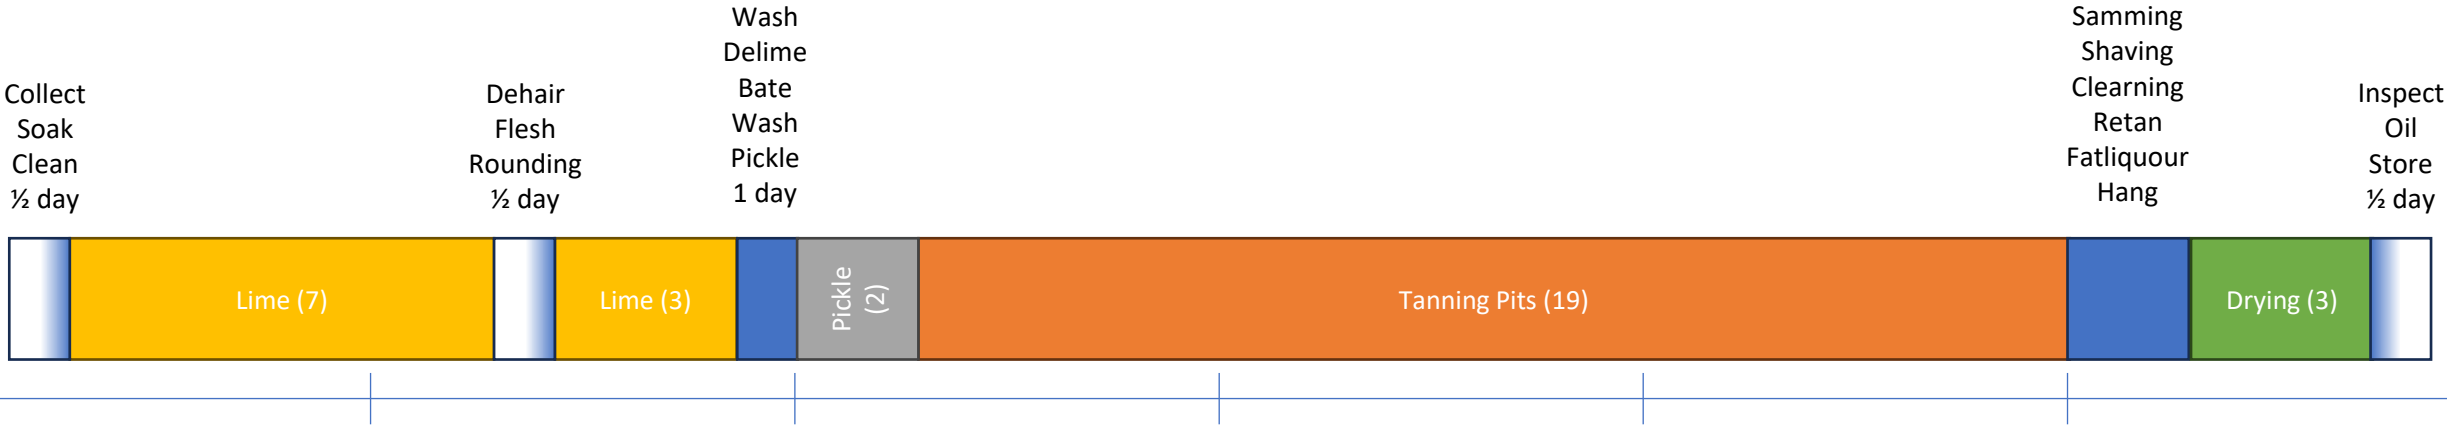 Collect
Soak
Clean
½ day
Dehair
Flesh
Rounding
½ day
Wash
Delime
Bate
Wash
Pickle
1 day
Samming
Shaving
Clearning
Retan
Fatliquour
Hang
Inspect
Oil
Store
½ day
Lime (7)
Lime (3)
Pickle
(2)
Tanning Pits (19)
Drying (3)